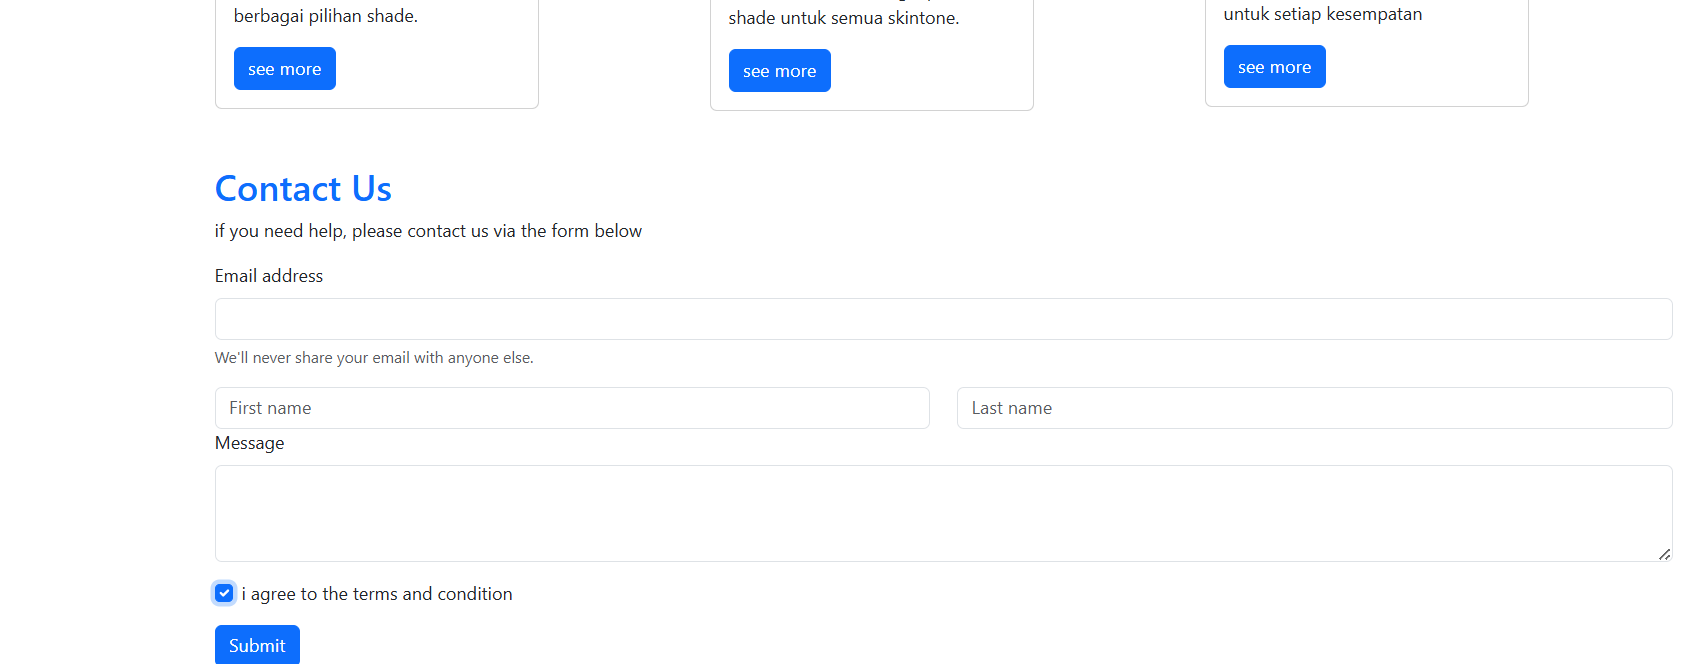 berbagai pilihan shade.
shade untuk semua skintone.
untuk setiap kesempatan
see more
see more
see more
Contact Us
if you need help, please contact us via the form below
Email address
We'll never share your email with anyone else.
First name
Last name
Message
i agree to the terms and condition
Submit